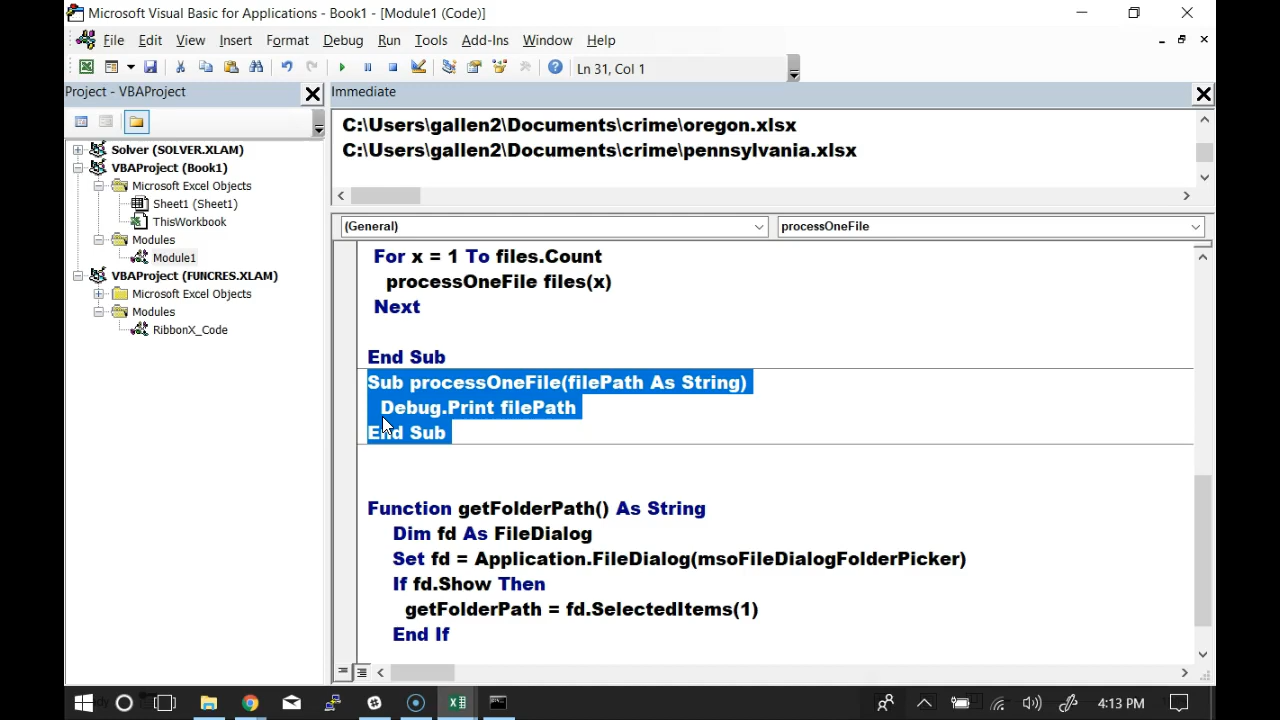 Microsoft Visual Basic for Applications - Book1 - [Module1 (Code)]
File Edit View Insert Format Debug Run Tools Add-Ins Window Help
Ln 31, Col 1
Project - VBAProject
Solver (SOLVER.XLAM)
VBAProject (Book1)
Microsoft Excel Objects
Sheet1 (Sheet1)
ThisWorkbook
Modules
Module1
VBAProject (FUNCRES.XLAM)
Microsoft Excel Objects
Modules
RibbonX_Code
Immediate
C:\Users\gallen2\Documents\crime\oregon.xlsx
C:\Users\gallen2\Documents\crime\pennsylvania.xlsx
(General) processOneFile
For x = 1 To files.Count
processOneFile files(x)
Next
End Sub
Sub processOneFile(filePath As String)
Debug.Print filePath
End Sub
Function getFolderPath() As String
Dim fd As FileDialog
Set fd = Application.FileDialog(msoFileDialogFolderPicker)
If fd.Show Then
getFolderPath = fd.SelectedItems(1)
End If
4:13 PM